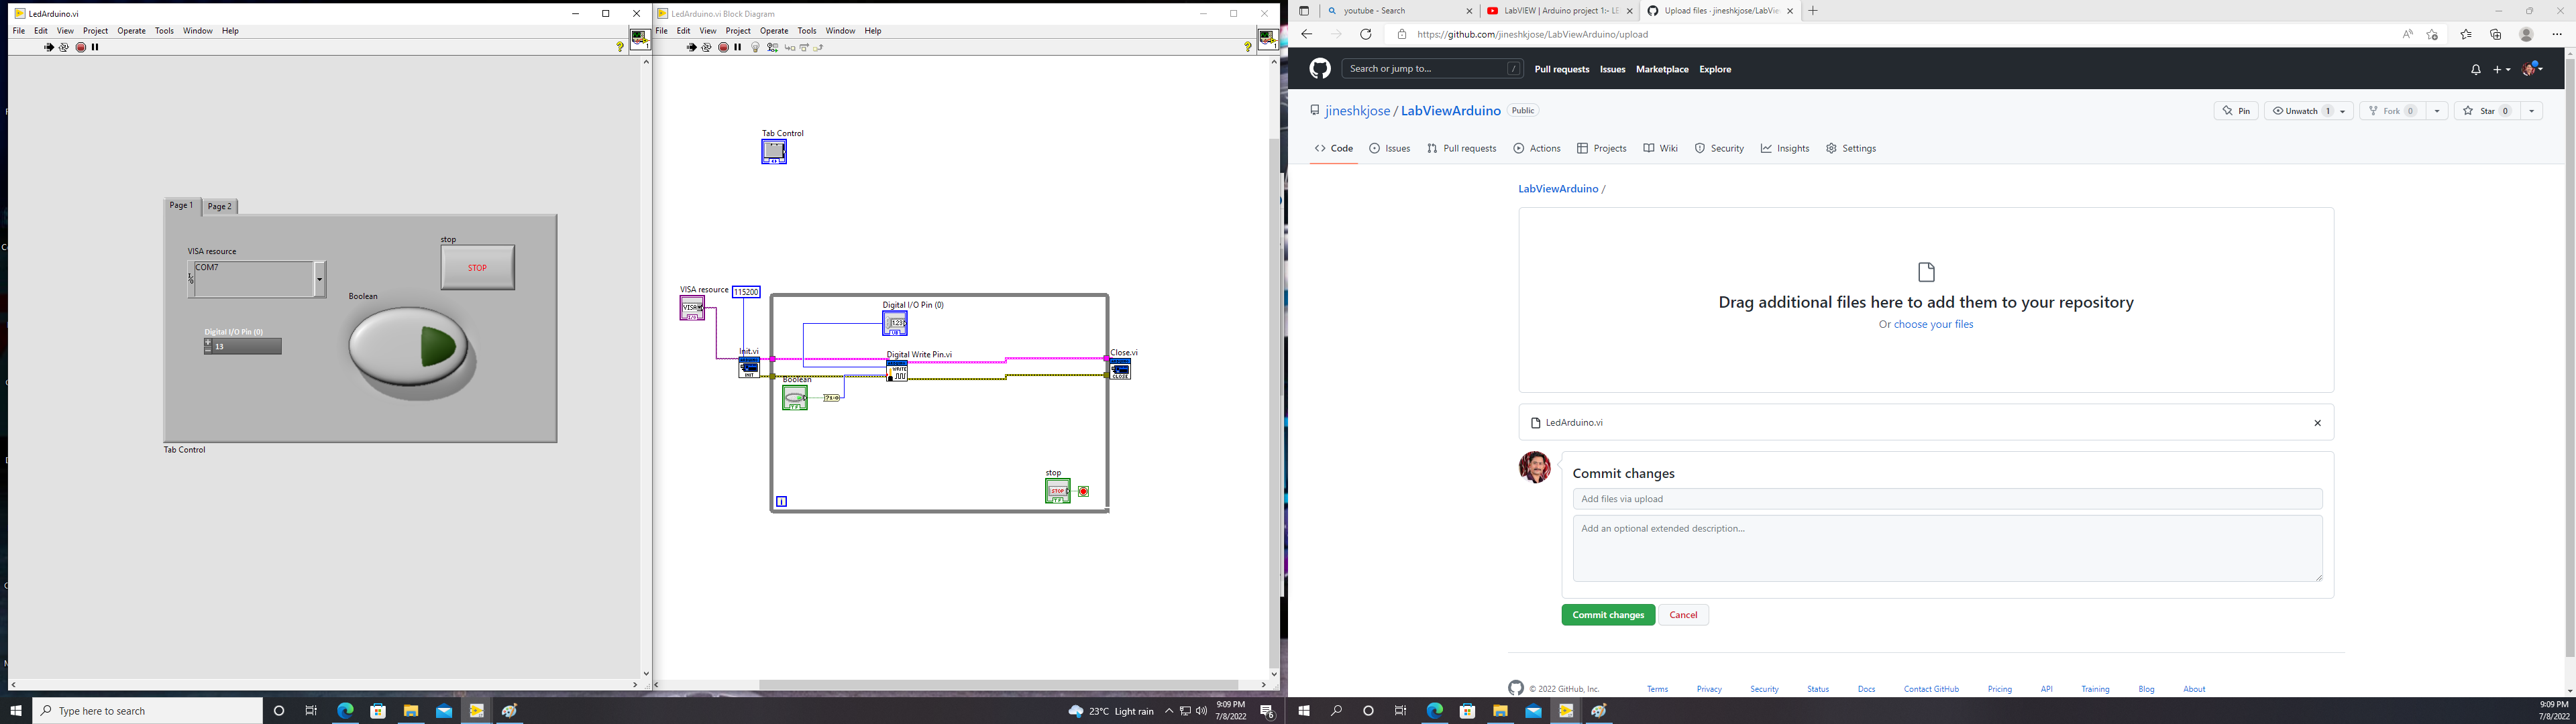 LedArduino.vi
File Edit View Project Operate Tools Window Help
Page 1
Page 2
VISA resource
COM7
stop
STOP
Boolean
Digital I/O Pin (0)
13
Tab Control
LedArduino.vi Block Diagram
File Edit View Project Operate Tools Window Help
Tab Control
VISA resource
115200
Digital I/O Pin (0)
Init.vi
INIT
Digital Write Pin.vi
WRITE
Close.vi
CLOSE
Boolean
?1:0
stop
STOP
i
youtube - Search
LabVIEW | Arduino project 1:- LE
Upload files · jineshkjose/LabVie
https://github.com/jineshkjose/LabViewArduino/upload
Search or jump to...
/
Pull requests Issues Marketplace Explore
jineshkjose / LabViewArduino Public
Pin
Unwatch 1
Fork 0
Star 0
Code Issues Pull requests Actions Projects Wiki Security Insights Settings
LabViewArduino /
Drag additional files here to add them to your repository
Or choose your files
LedArduino.vi
Commit changes
Add files via upload
Add an optional extended description...
Commit changes Cancel
© 2022 GitHub, Inc. Terms Privacy Security Status Docs Contact GitHub Pricing API Training Blog About
Type here to search
23°C Light rain
9:09 PM
7/8/2022
9:09 PM
7/8/2022